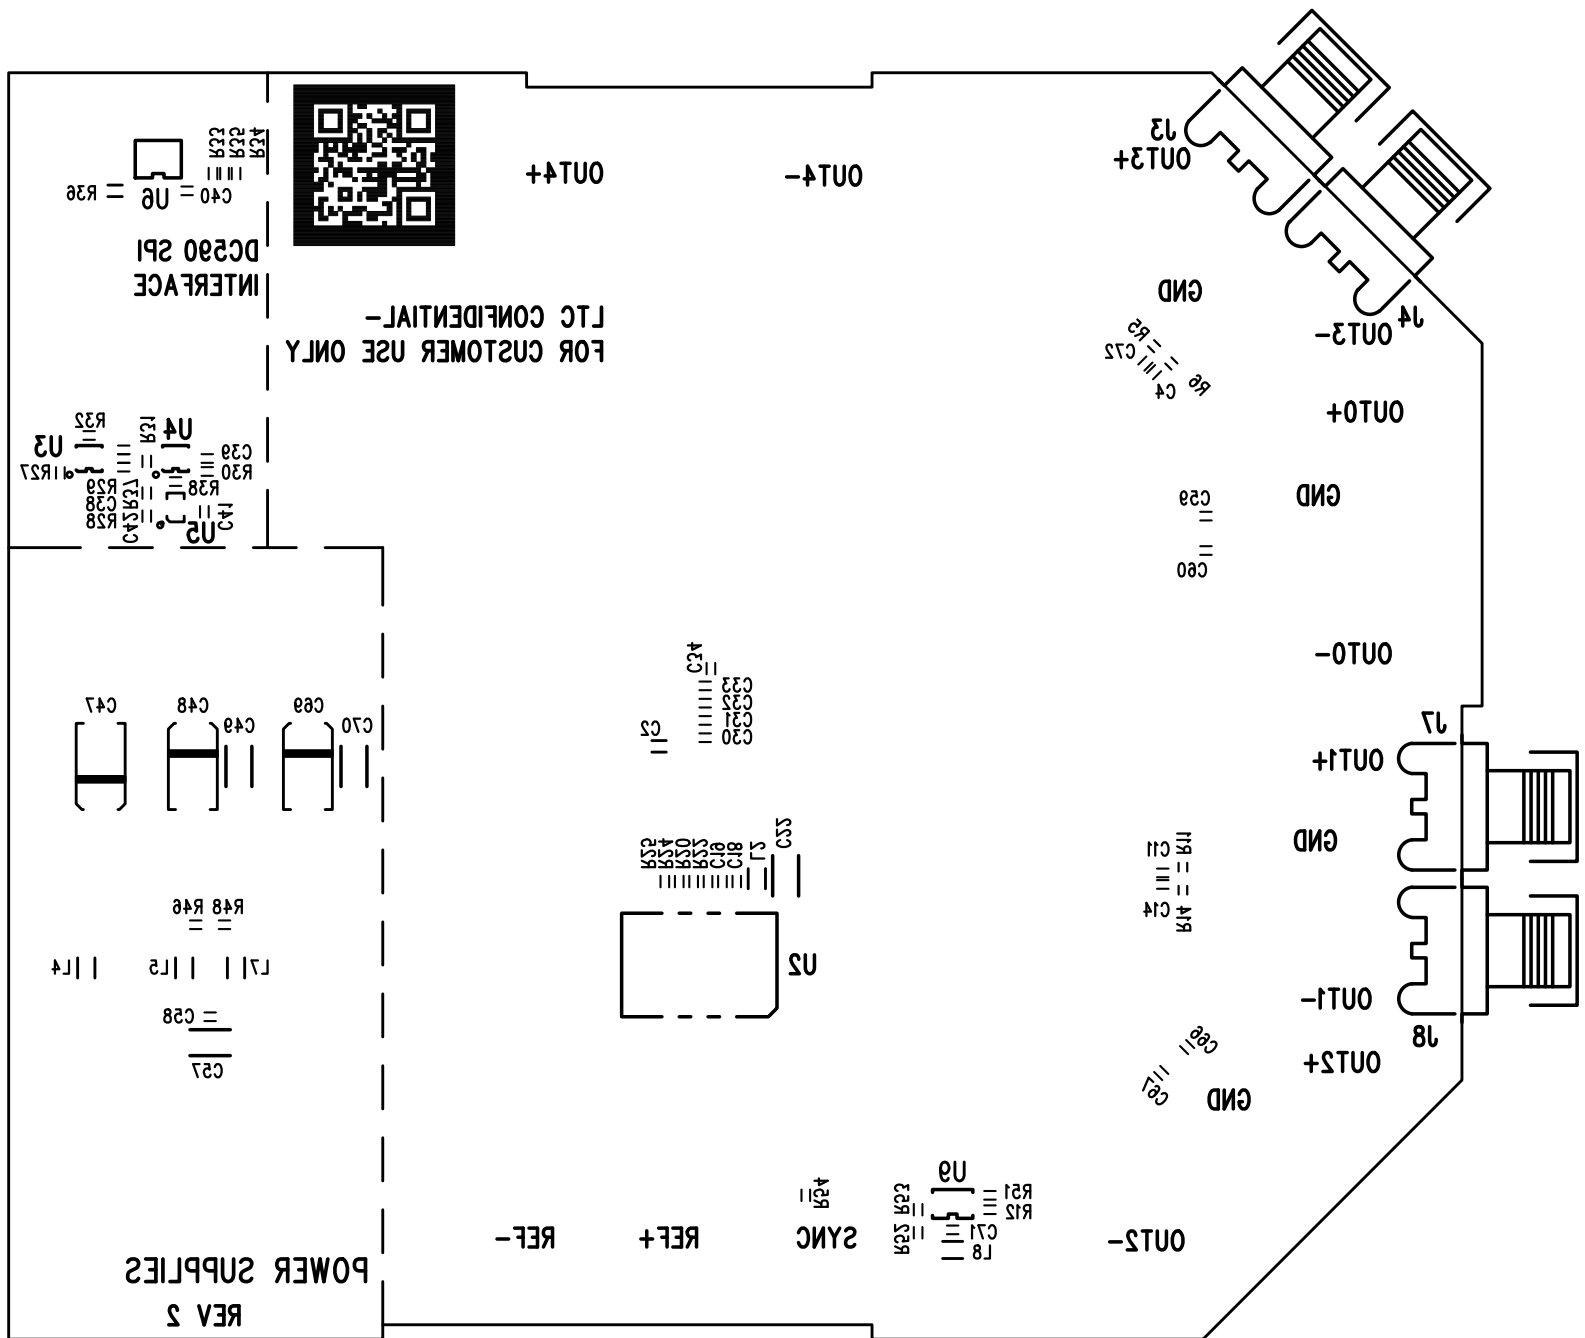 J3
OUT3+
OUT4+
OUT4-
R33
R35
R34
R36
U6
C40
DC590 SPI
INTERFACE
GND
LTC CONFIDENTIAL-
FOR CUSTOMER USE ONLY
J4
OUT3-
R5
C72
C4
R6
OUT0+
R32
R31
U4
U3
C39
R27
R30
R29
R38
C38
R37
R28
C42
U5
C41
C59
GND
C60
OUT0-
C34
C33
C32
C31
C30
C2
C47
C48
C69
C49
C70
J7
OUT1+
GND
C22
R25
R24
R20
R22
C19
C18
L2
C11
R11
C14
R14
R46
R48
L4
L5
L7
U2
OUT1-
C58
C57
J8
C66
OUT2+
C67
GND
U9
R54
R53
R51
R12
R52
C71
L8
REF-
REF+
SYNC
OUT2-
POWER SUPPLIES
REV 2